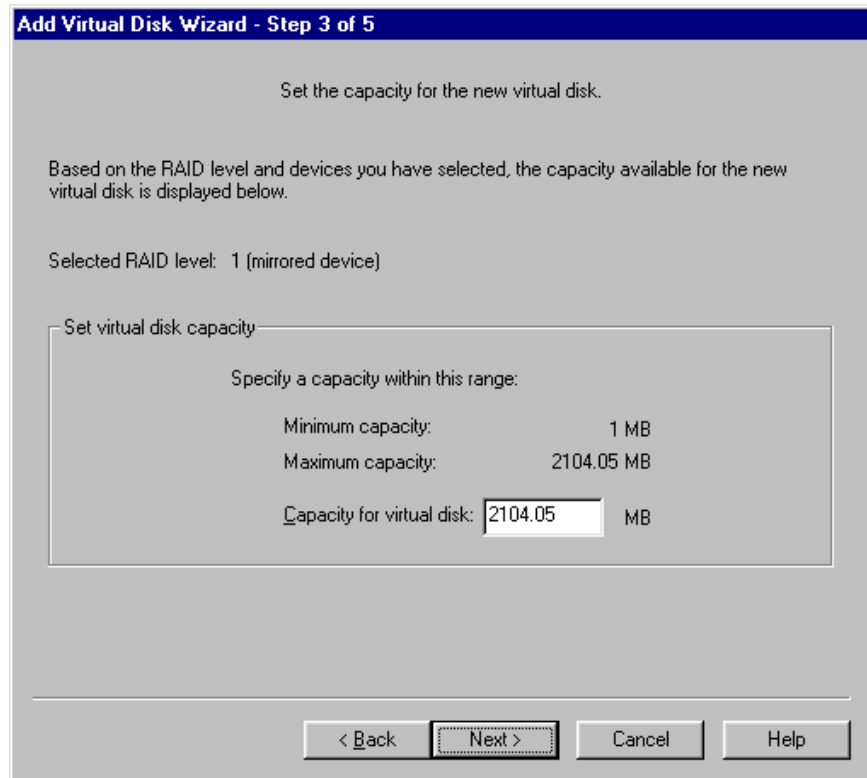 Add Virtual Disk Wizard - Step 3 of 5
Set the capacity for the new virtual disk.
Based on the RAID level and devices you have selected, the capacity available for the new
virtual disk is displayed below.
Selected RAID level: 1 (mirrored device)
Set virtual disk capacity
Specify a capacity within this range:
Minimum capacity: 1 MB
Maximum capacity: 2104.05 MB
Capacity for virtual disk: 2104.05 MB
< Back Next > Cancel Help